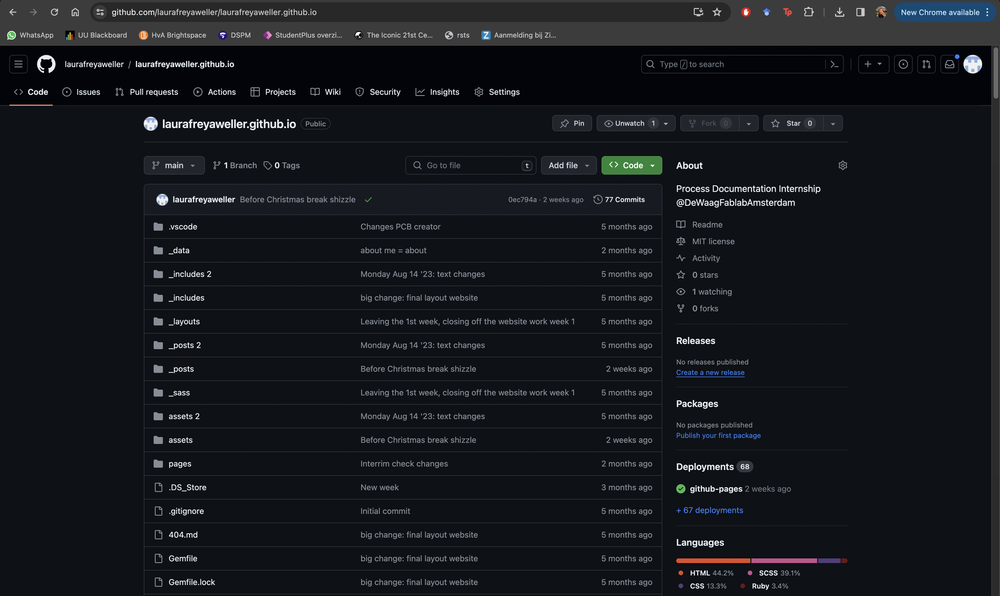 github.com/laurafreyaweller/laurafreyaweller.github.io
New Chrome available
WhatsApp UU Blackboard HvA Brightspace DSPM StudentPlus overzi... The Iconic 21st Ce... rsts Aanmelding bij Zi...
laurafreyaweller / laurafreyaweller.github.io
Type / to search
Code Issues Pull requests Actions Projects Wiki Security Insights Settings
laurafreyaweller.github.io Public
Pin Unwatch 1 Fork 0 Star 0
main 1 Branch 0 Tags
Go to file t
Add file Code
laurafreyaweller Before Christmas break shizzle 0ec794a · 2 weeks ago 77 Commits
.vscode Changes PCB creator 5 months ago
_data about me = about 2 months ago
_includes 2 Monday Aug 14 '23: text changes 5 months ago
_includes big change: final layout website 5 months ago
_layouts Leaving the 1st week, closing off the website work week 1 5 months ago
_posts 2 Monday Aug 14 '23: text changes 5 months ago
_posts Before Christmas break shizzle 2 weeks ago
_sass Leaving the 1st week, closing off the website work week 1 5 months ago
assets 2 Monday Aug 14 '23: text changes 5 months ago
assets Before Christmas break shizzle 2 weeks ago
pages Interrim check changes 2 months ago
.DS_Store New week 3 months ago
.gitignore Initial commit 5 months ago
404.md big change: final layout website 5 months ago
Gemfile big change: final layout website 5 months ago
Gemfile.lock big change: final layout website 5 months ago
About
Process Documentation Internship
@DeWaagFablabAmsterdam
Readme
MIT license
Activity
0 stars
1 watching
0 forks
Releases
No releases published
Create a new release
Packages
No packages published
Publish your first package
Deployments 68
github-pages 2 weeks ago
+ 67 deployments
Languages
HTML 44.2% SCSS 39.1%
CSS 13.3% Ruby 3.4%